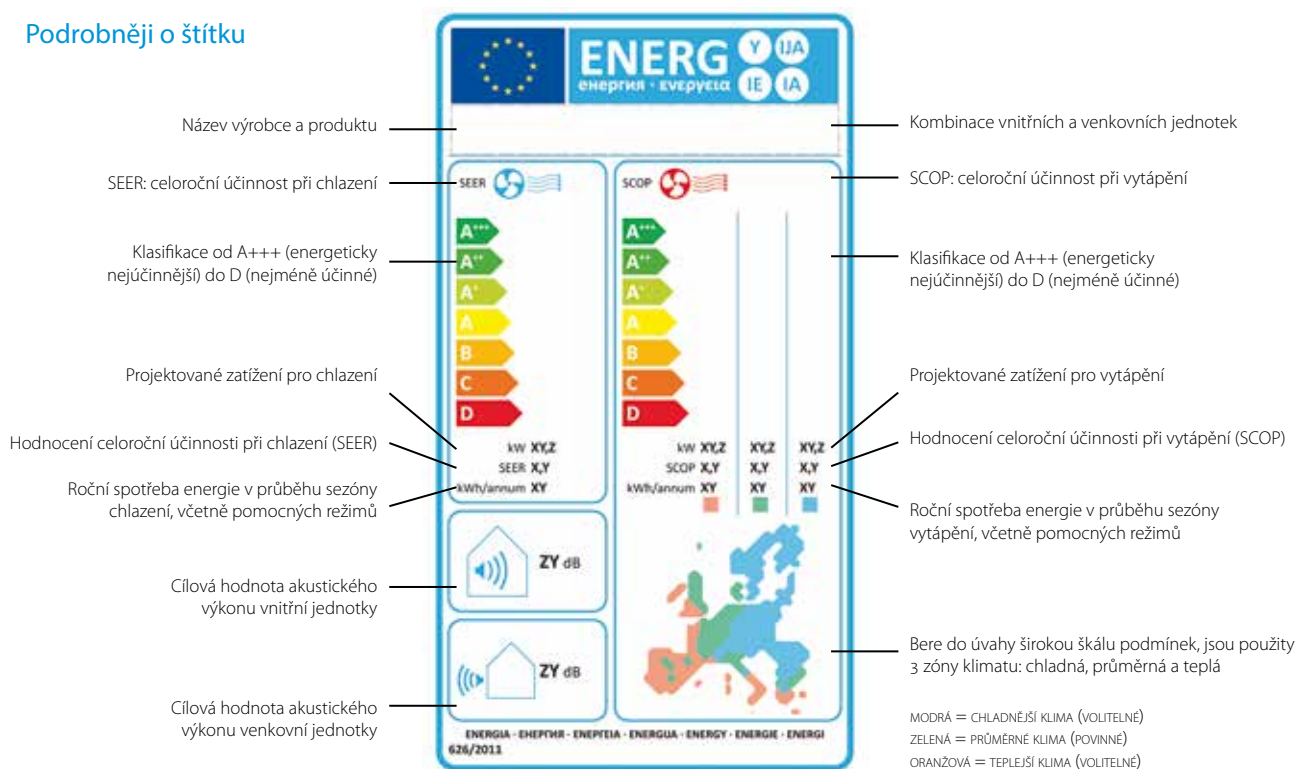 Podrobněji o štítku
ENERG
енергия · ενεργεια
Y IJA
IE IA
Název výrobce a produktu
Kombinace vnitřních a venkovních jednotek
SEER: celoroční účinnost při chlazení
SEER
SCOP
SCOP: celoroční účinnost při vytápění
Klasifikace od A+++ (energeticky
nejúčinnější) do D (nejméně účinné)
A+++
A++
A+
A
B
C
D
A+++
A++
A+
A
B
C
D
Klasifikace od A+++ (energeticky
nejúčinnější) do D (nejméně účinné)
Projektované zatížení pro chlazení
Hodnocení celoroční účinnosti při chlazení (SEER)
Roční spotřeba energie v průběhu sezóny
chlazení, včetně pomocných režimů
kW XY,Z
SEER X,Y
kWh/annum XY
kW XY,Z XY,Z XY,Z
SCOP X,Y X,Y X,Y
kWh/annum XY XY XY
Projektované zatížení pro vytápění
Hodnocení celoroční účinnosti při vytápění (SCOP)
Roční spotřeba energie v průběhu sezóny
vytápění, včetně pomocných režimů
ZY dB
Cílová hodnota akustického
výkonu vnitřní jednotky
ZY dB
Cílová hodnota akustického
výkonu venkovní jednotky
Bere do úvahy širokou škálu podmínek, jsou použity
3 zóny klimatu: chladná, průměrná a teplá
MODRÁ = CHLADNĚJŠÍ KLIMA (VOLITELNÉ)
ZELENÁ = PRŮMĚRNÉ KLIMA (POVINNÉ)
ORANŽOVÁ = TEPLEJŠÍ KLIMA (VOLITELNÉ)
ENERGIA · ЕНЕРГИЯ · ΕΝΕΡΓΕΙΑ · ENERGIJA · ENERGY · ENERGIE · ENERGI
626/2011